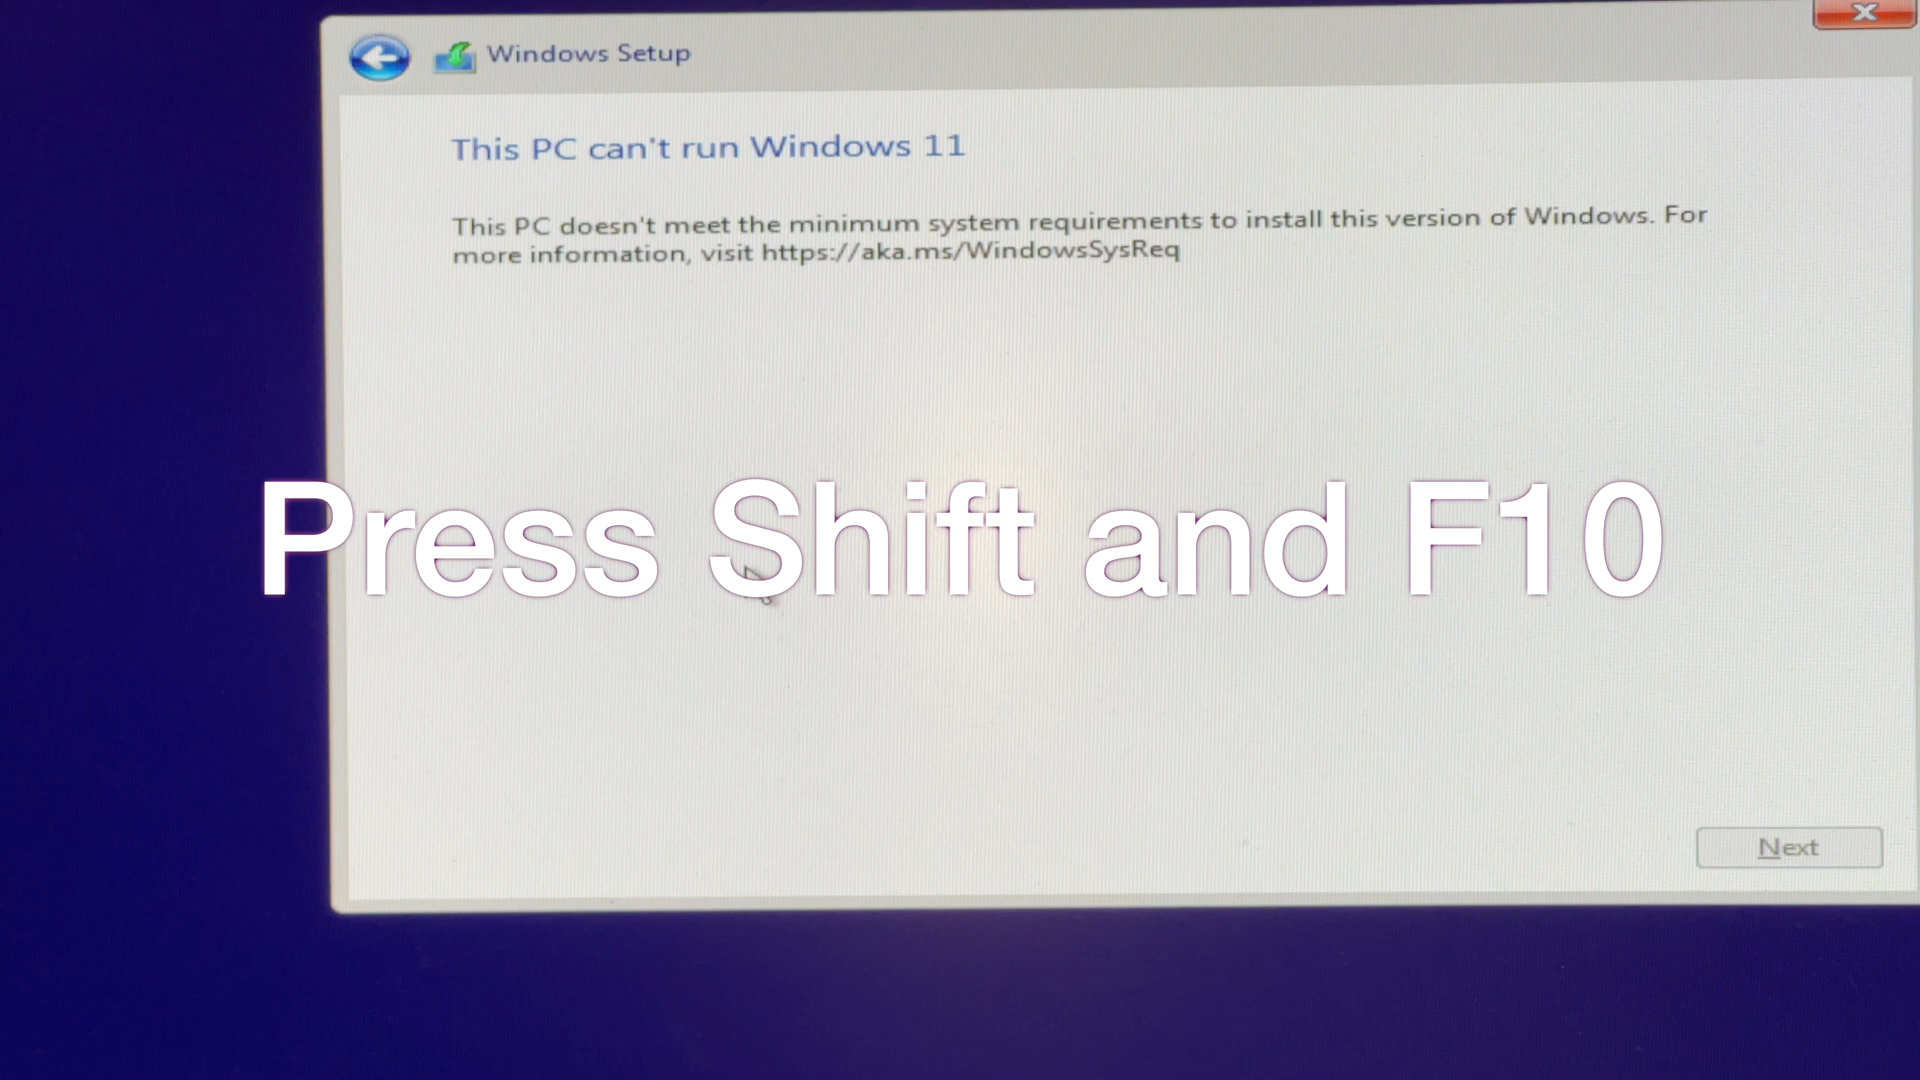 Windows Setup
This PC can't run Windows 11
This PC doesn't meet the minimum system requirements to install this version of Windows. For
more information, visit https://aka.ms/WindowsSysReq
Press Shift and F10
Next